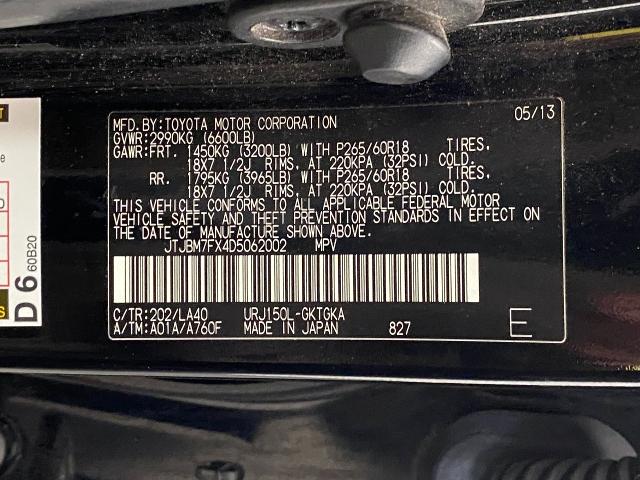 MFD.BY:TOYOTA MOTOR CORPORATION 05/13
GVWR:2990KG (6600LB)
GAWR:FRT. 1450KG (3200LB) WITH P265/60R18 TIRES.
18X7 1/2J RIMS, AT 220KPA (32PSI) COLD.
RR. 1795KG (3965LB) WITH P265/60R18 TIRES.
18X7 1/2J RIMS, AT 220KPA (32PSI) COLD.
THIS VEHICLE CONFORMS TO ALL APPLICABLE FEDERAL MOTOR
VEHICLE SAFETY AND THEFT PREVENTION STANDARDS IN EFFECT ON
THE DATE OF MANUFACTURE SHOWN ABOVE.
JTJBM7FX4D5062002 MPV
C/TR:202/LA40 URJ150L-GKTGKA
A/TM:A01A/A760F MADE IN JAPAN 827 E
D6 60B20